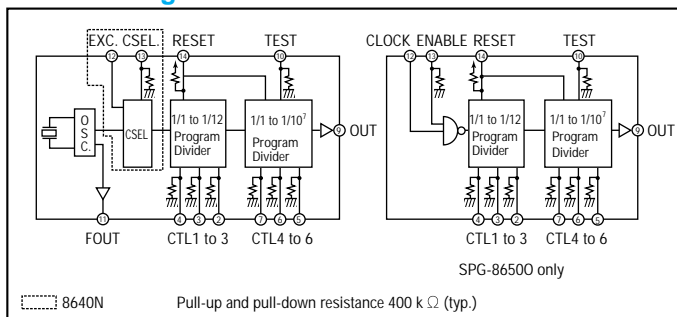 EXC. CSEL. RESET TEST
12 13 14 10
O S C.
CSEL
1/1 to 1/12 Program Divider
1/1 to 1/10⁷ Program Divider
9 OUT
11 4 3 2 7 6 5
FOUT CTL1 to 3 CTL4 to 6
CLOCK ENABLE RESET TEST
12 13 14 10
1/1 to 1/12 Program Divider
1/1 to 1/10⁷ Program Divider
9 OUT
4 3 2 7 6 5
CTL1 to 3 CTL4 to 6
SPG-8650O only
8640N Pull-up and pull-down resistance 400 k Ω (typ.)